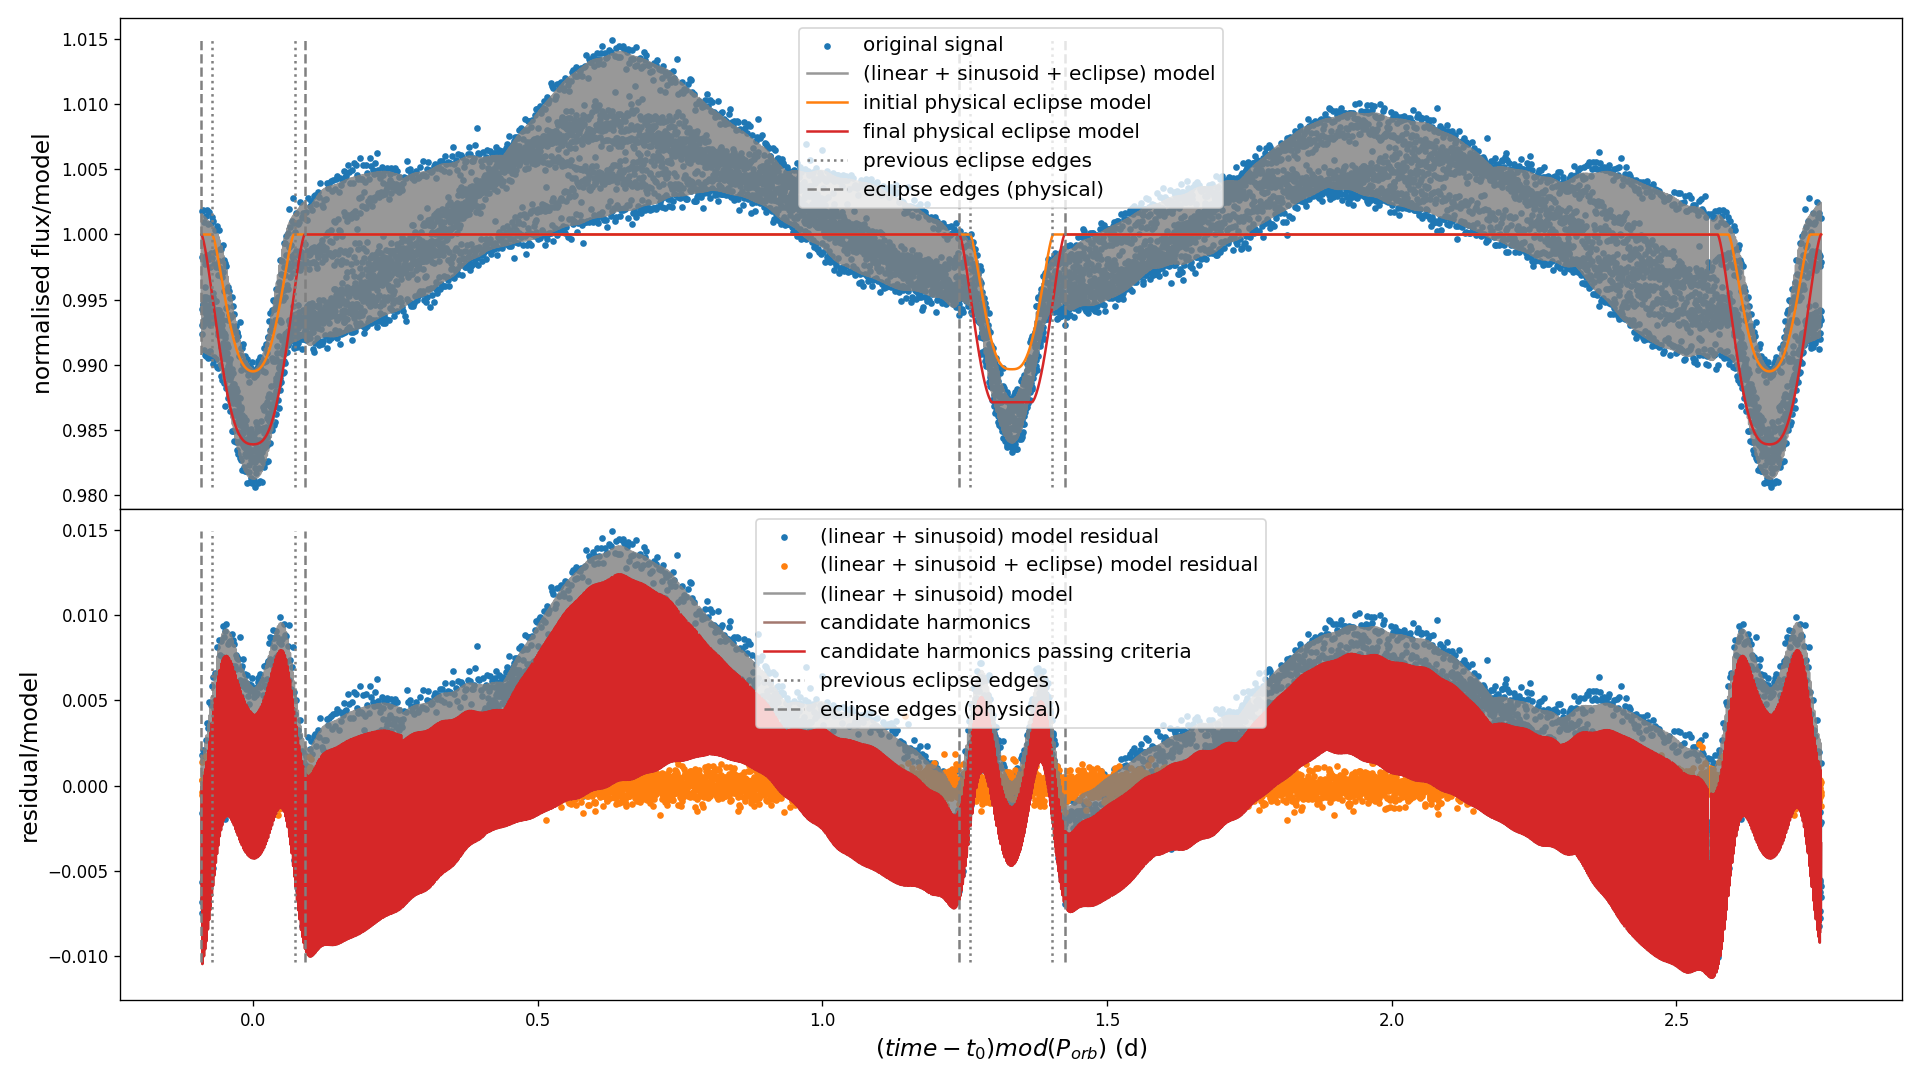 1.015
1.010
1.005
1.000
0.995
0.990
0.985
0.980
normalised flux/model
original signal
(linear + sinusoid + eclipse) model
initial physical eclipse model
final physical eclipse model
previous eclipse edges
eclipse edges (physical)
0.015
0.010
0.005
0.000
−0.005
−0.010
residual/model
(linear + sinusoid) model residual
(linear + sinusoid + eclipse) model residual
(linear + sinusoid) model
candidate harmonics
candidate harmonics passing criteria
previous eclipse edges
eclipse edges (physical)
0.0 0.5 1.0 1.5 2.0 2.5
(time − t₀)mod(P_orb) (d)